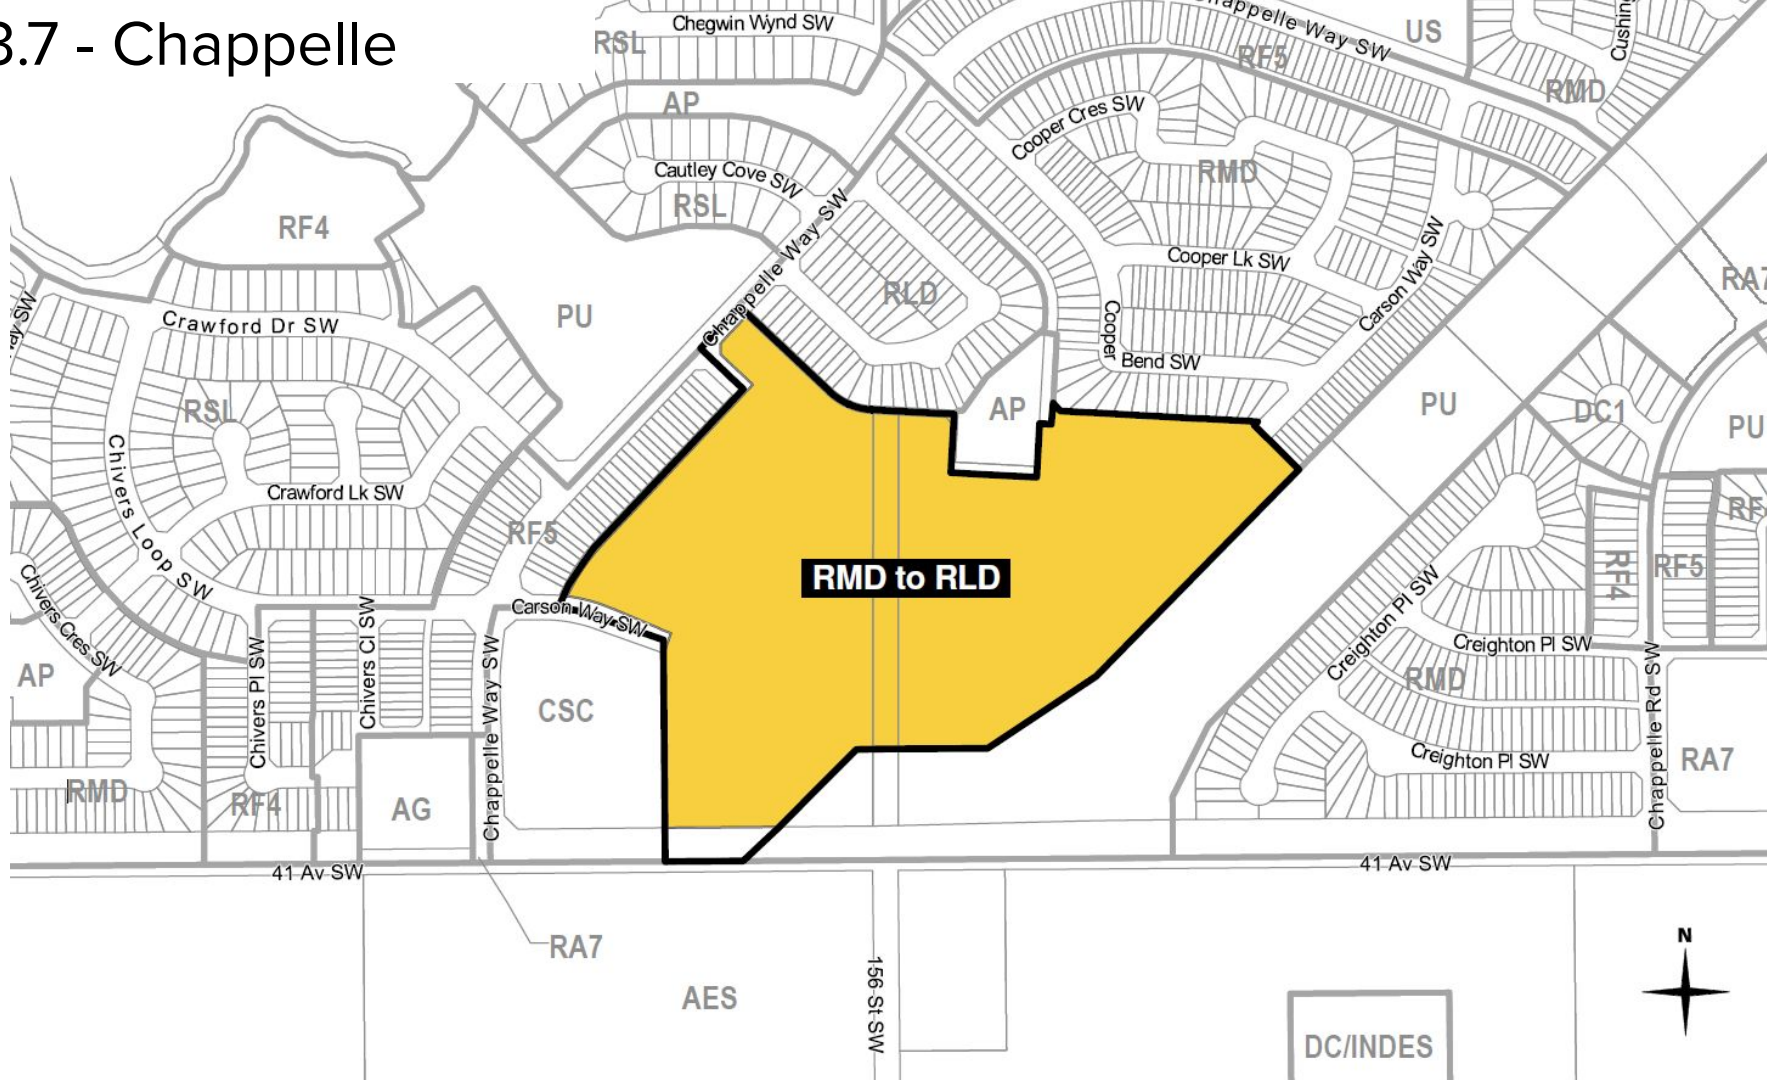 3.7 - Chappelle
Chegwin Wynd SW
RSL
AP
Chappelle Way SW
US
RF5
Cushing
RMD
Cooper Cres SW
RMD
Cautley Cove SW
RSL
RF4
Chappelle Way SW
Cooper Lk SW
Carson Way SW
RA7
RLD
PU
Crawford Dr SW
Cooper
Bend SW
AP
PU
DC1
PU
RSL
Chivers Loop SW
Crawford Lk SW
RF5
RF
RMD to RLD
RF4
RF5
Chivers Cres SW
Chivers Pl SW
Chivers Cl SW
Carson Way SW
Creighton Pl SW
Creighton Pl SW
RMD
Chappelle Rd SW
AP
CSC
Chappelle Way SW
Creighton Pl SW
RA7
RMD
RF4
AG
41 Av SW
41 Av SW
RA7
N
AES
156 St SW
DC/INDES